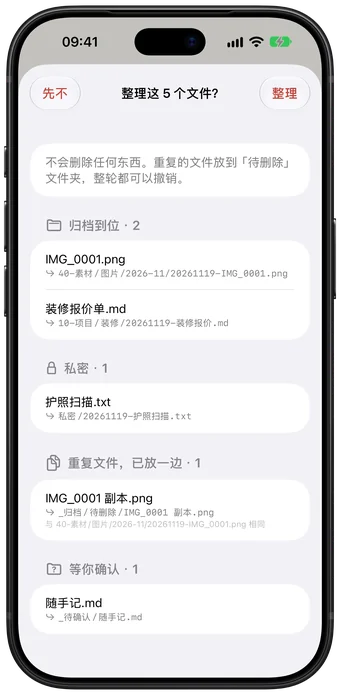 09:41
先不
整理这 5 个文件？
整理
不会删除任何东西。重复的文件放到「待删除」
文件夹，整轮都可以撤销。
归档到位 · 2
IMG_0001.png
↪ 40-素材/图片/2026-11/20261119-IMG_0001.png
装修报价单.md
↪ 10-项目/装修/20261119-装修报价.md
私密 · 1
护照扫描.txt
↪ 私密/20261119-护照扫描.txt
重复文件，已放一边 · 1
IMG_0001 副本.png
↪ _归档/待删除/IMG_0001 副本.png
与 40-素材/图片/2026-11/20261119-IMG_0001.png 相同
等你确认 · 1
随手记.md
↪ _待确认/随手记.md